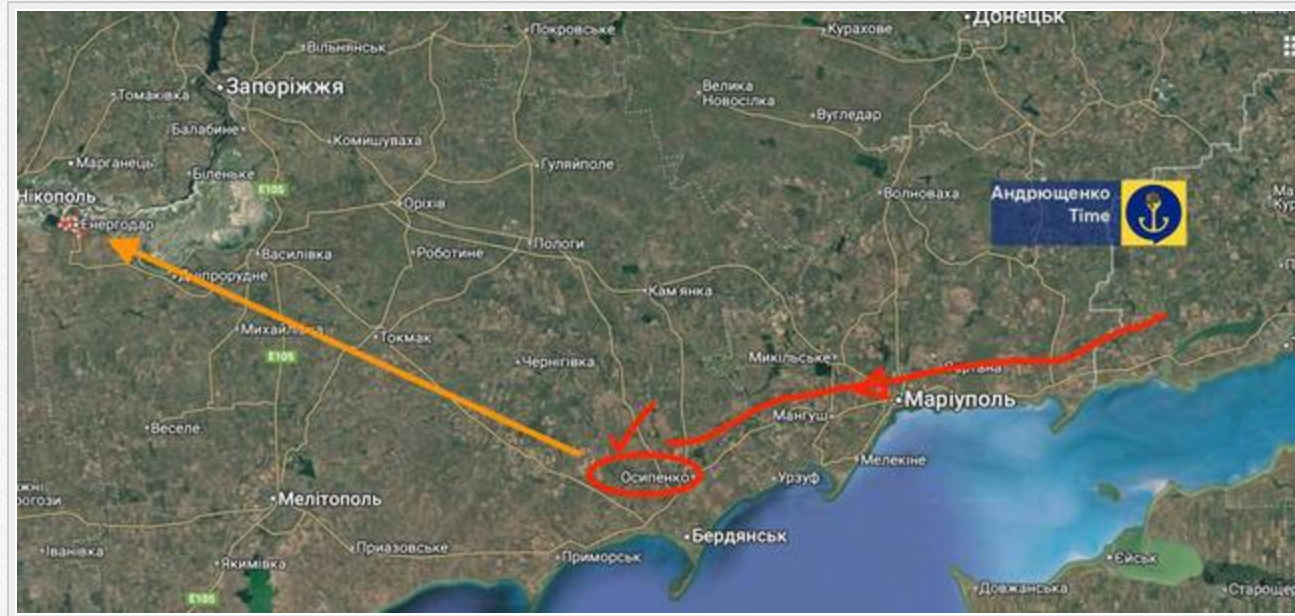 Донецьк
Покровське
Курахове
Вільнянськ
Запоріжжя
Томаківка
Велика
Новосілка
Вугледар
Балабине
Комишуваха
Марганець
Біленьке
Гуляйполе
Нікополь
E105
Оріхів
Волноваха
Андрющенко
Time
Енергодар
Василівка
Роботине
Пологи
Дніпрорудне
Кам'янка
Михайлівка
Токмак
E105
Чернігівка
Микільське
Сартана
Маріуполь
Мангуш
Веселе
Мелекіне
Осипенко
Урзуф
Мелітополь
Бердянськ
Іванівка
Якимівка
Приазовське
Приморськ
Єйськ
E105
Довжанська